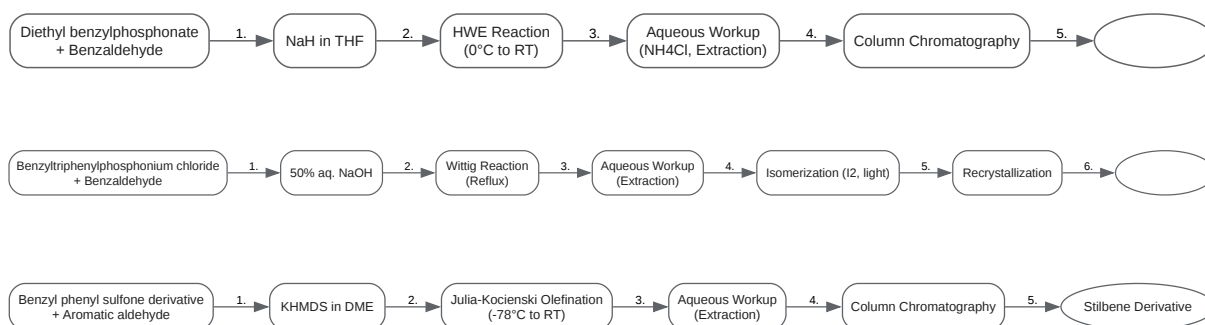 Diethyl benzylphosphonate
+ Benzaldehyde
1.
NaH in THF
2.
HWE Reaction
(0°C to RT)
3.
Aqueous Workup
(NH4Cl, Extraction)
4.
Column Chromatography
5.
Benzyltriphenylphosphonium chloride
+ Benzaldehyde
1.
50% aq. NaOH
2.
Wittig Reaction
(Reflux)
3.
Aqueous Workup
(Extraction)
4.
Isomerization (I2, light)
5.
Recrystallization
6.
Benzyl phenyl sulfone derivative
+ Aromatic aldehyde
1.
KHMDS in DME
2.
Julia-Kocienski Olefination
(-78°C to RT)
3.
Aqueous Workup
(Extraction)
4.
Column Chromatography
5.
Stilbene Derivative